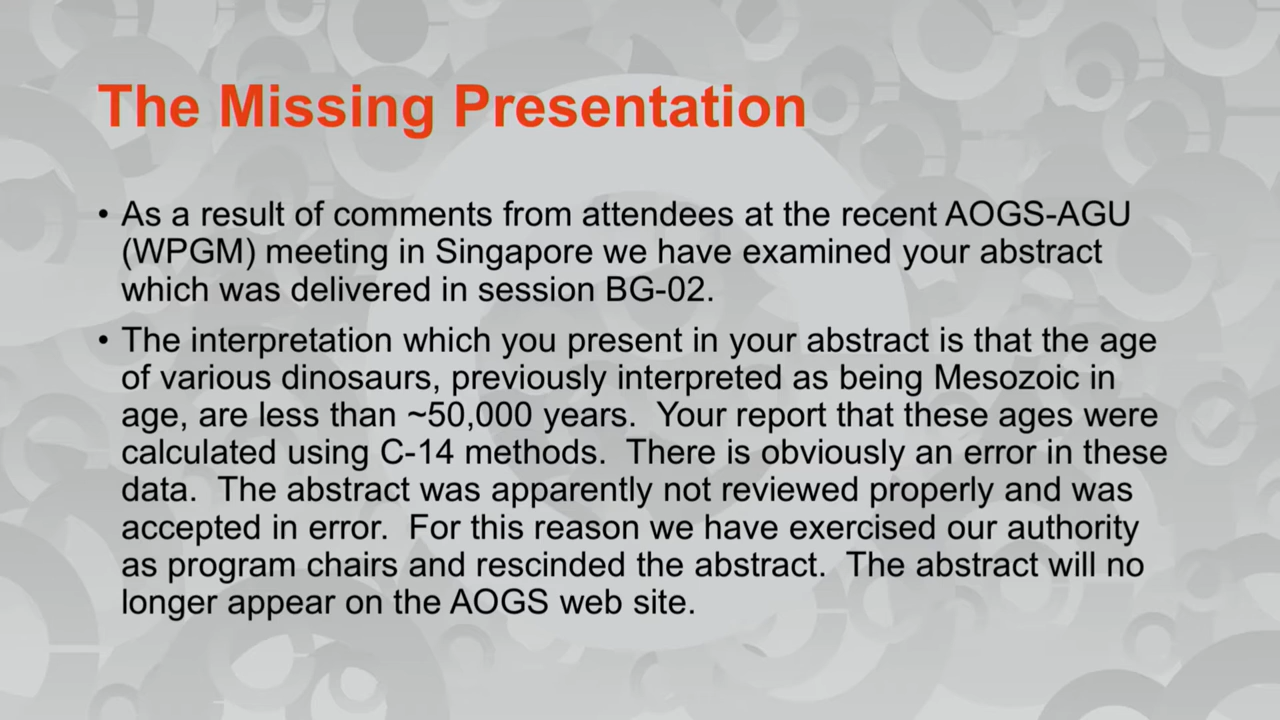 The Missing Presentation
• As a result of comments from attendees at the recent AOGS-AGU
(WPGM) meeting in Singapore we have examined your abstract
which was delivered in session BG-02.
• The interpretation which you present in your abstract is that the age
of various dinosaurs, previously interpreted as being Mesozoic in
age, are less than ~50,000 years.  Your report that these ages were
calculated using C-14 methods.  There is obviously an error in these
data.  The abstract was apparently not reviewed properly and was
accepted in error.  For this reason we have exercised our authority
as program chairs and rescinded the abstract.  The abstract will no
longer appear on the AOGS web site.